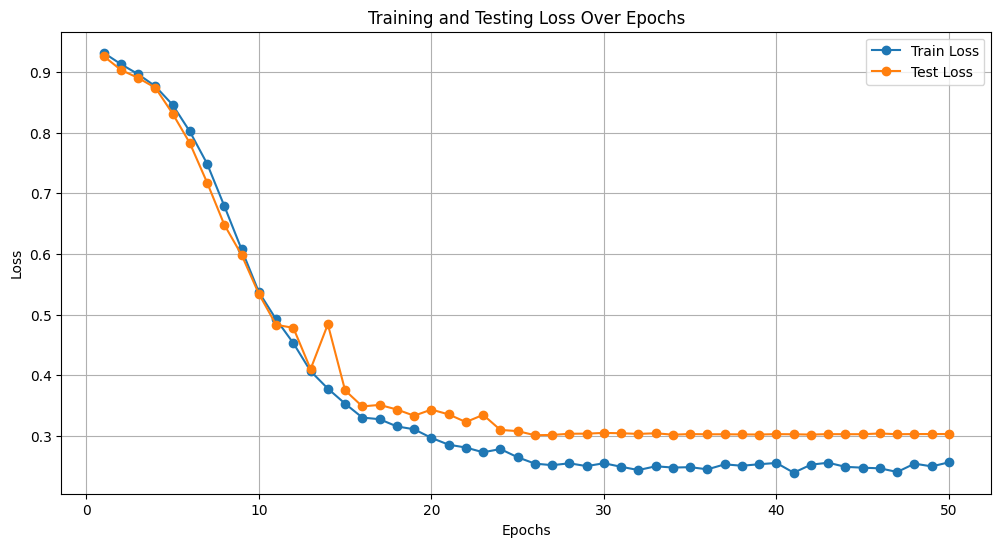 Training and Testing Loss Over Epochs
Train Loss
Test Loss
Loss
0.9
0.8
0.7
0.6
0.5
0.4
0.3
0 10 20 30 40 50
Epochs